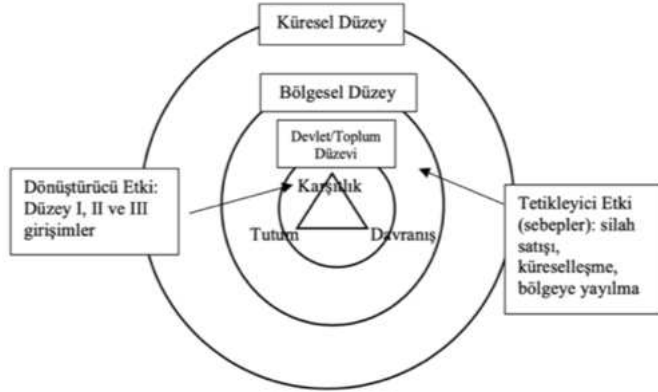 Küresel Düzey
Bölgesel Düzey
Devlet/Toplum
Düzevi
Dönüştürücü Etki:
Düzey I, II ve III
girişimler
Karşıtlık
Tutum
Davranış
Tetikleyici Etki
(sebepler): silah
satışı,
küreselleşme,
bölgeye yayılma